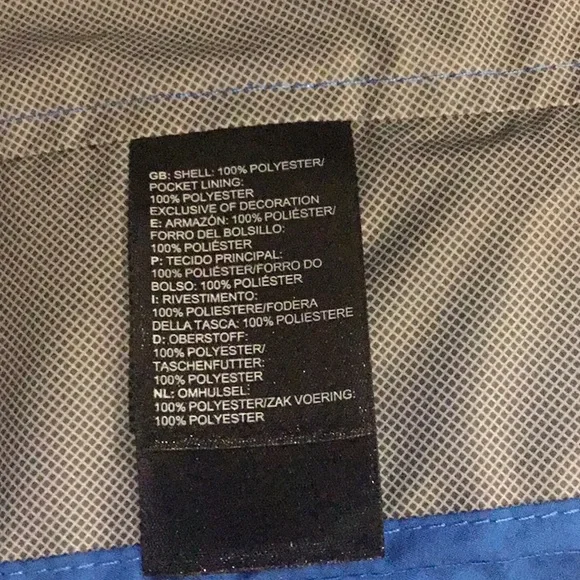 GB: SHELL: 100% POLYESTER/
POCKET LINING:
100% POLYESTER
EXCLUSIVE OF DECORATION
E: ARMAZÓN: 100% POLIÉSTER/
FORRO DEL BOLSILLO:
100% POLIÉSTER
P: TECIDO PRINCIPAL:
100% POLIÉSTER/FORRO DO
BOLSO: 100% POLIÉSTER
I: RIVESTIMENTO:
100% POLIESTERE/FODERA
DELLA TASCA: 100% POLIESTERE
D: OBERSTOFF:
100% POLYESTER/
TASCHENFUTTER:
100% POLYESTER
NL: OMHULSEL:
100% POLYESTER/ZAK VOERING:
100% POLYESTER